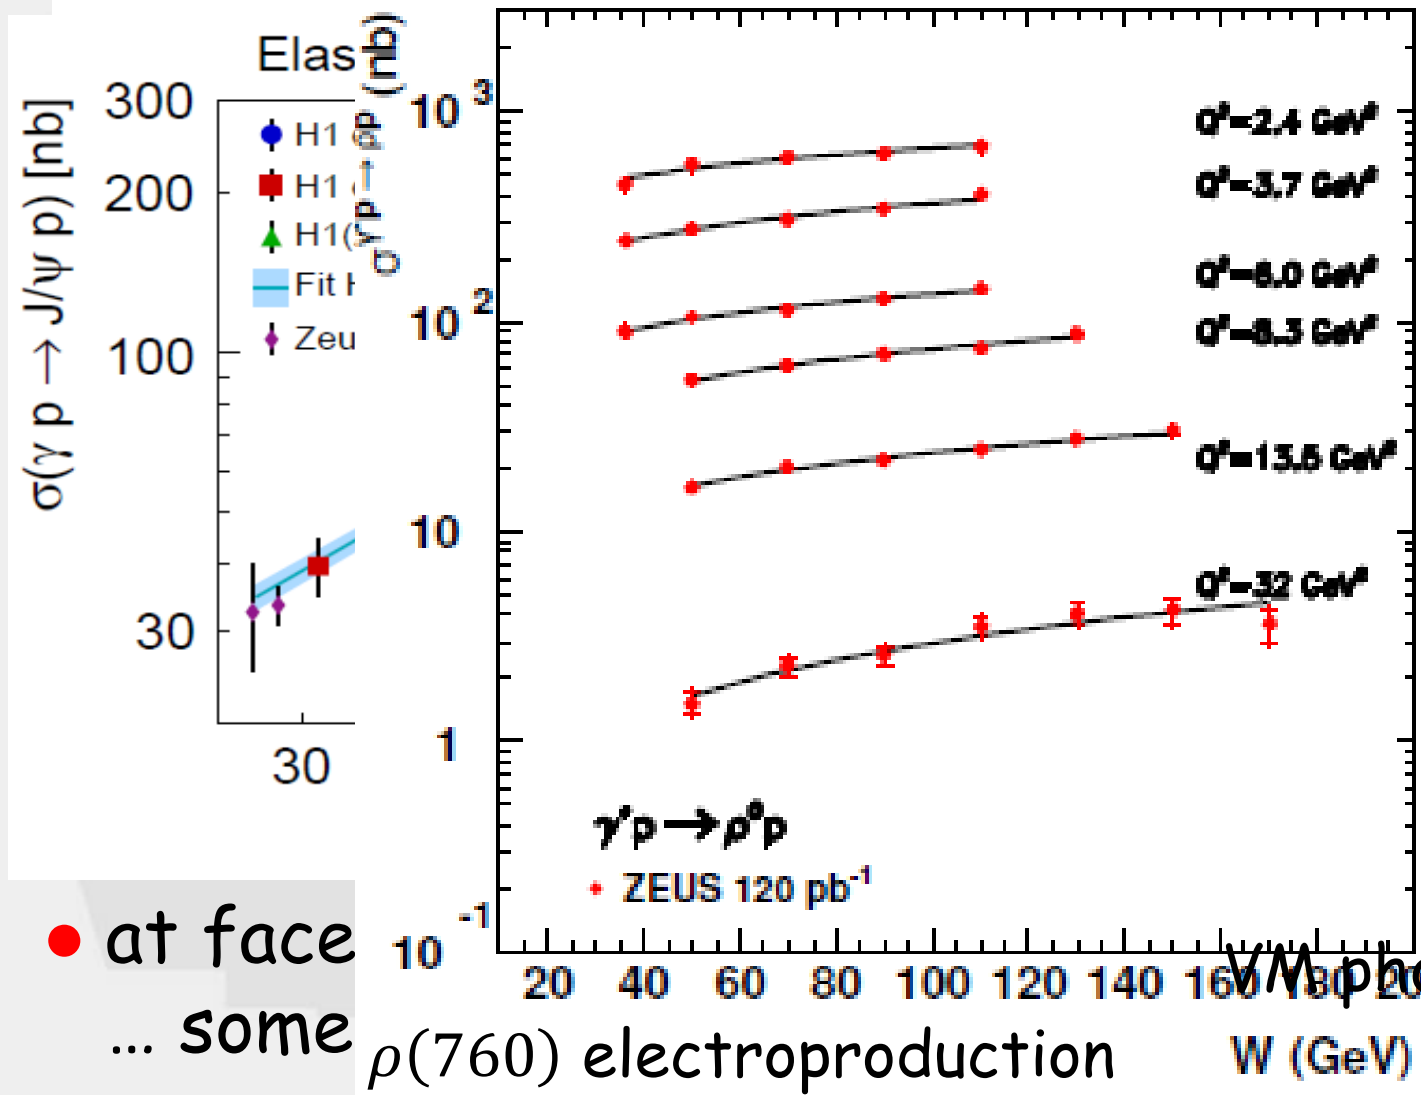 Elas
σ(γ p → J/ψ p) [nb]
300
200
100
30
30
H1
H1
H1(
Fit H
Zeu
σγ*p → ρp (nb)
10³
10²
10
1
10⁻¹
Q²=2.4 GeV²
Q²=3.7 GeV²
Q²=6.0 GeV²
Q²=8.3 GeV²
Q²=13.5 GeV²
Q²=32 GeV²
γ*p → ρ⁰p
ZEUS 120 pb⁻¹
20 40 60 80 100 120 140 160 180
W (GeV)
VM pho
• at face
... some
ρ(760) electroproduction